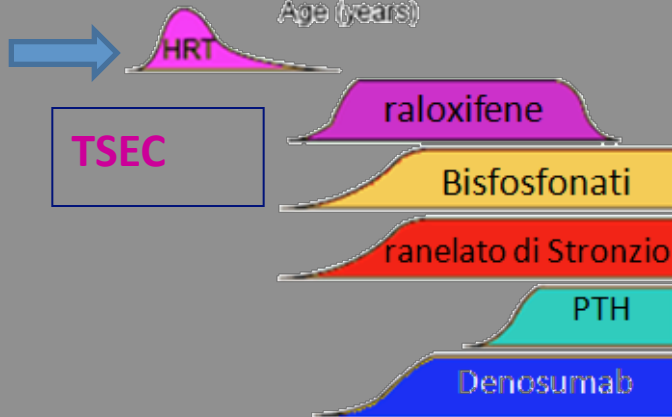 Age (years)
HRT
raloxifene
TSEC
Bisfosfonati
ranelato di Stronzio
PTH
Denosumab